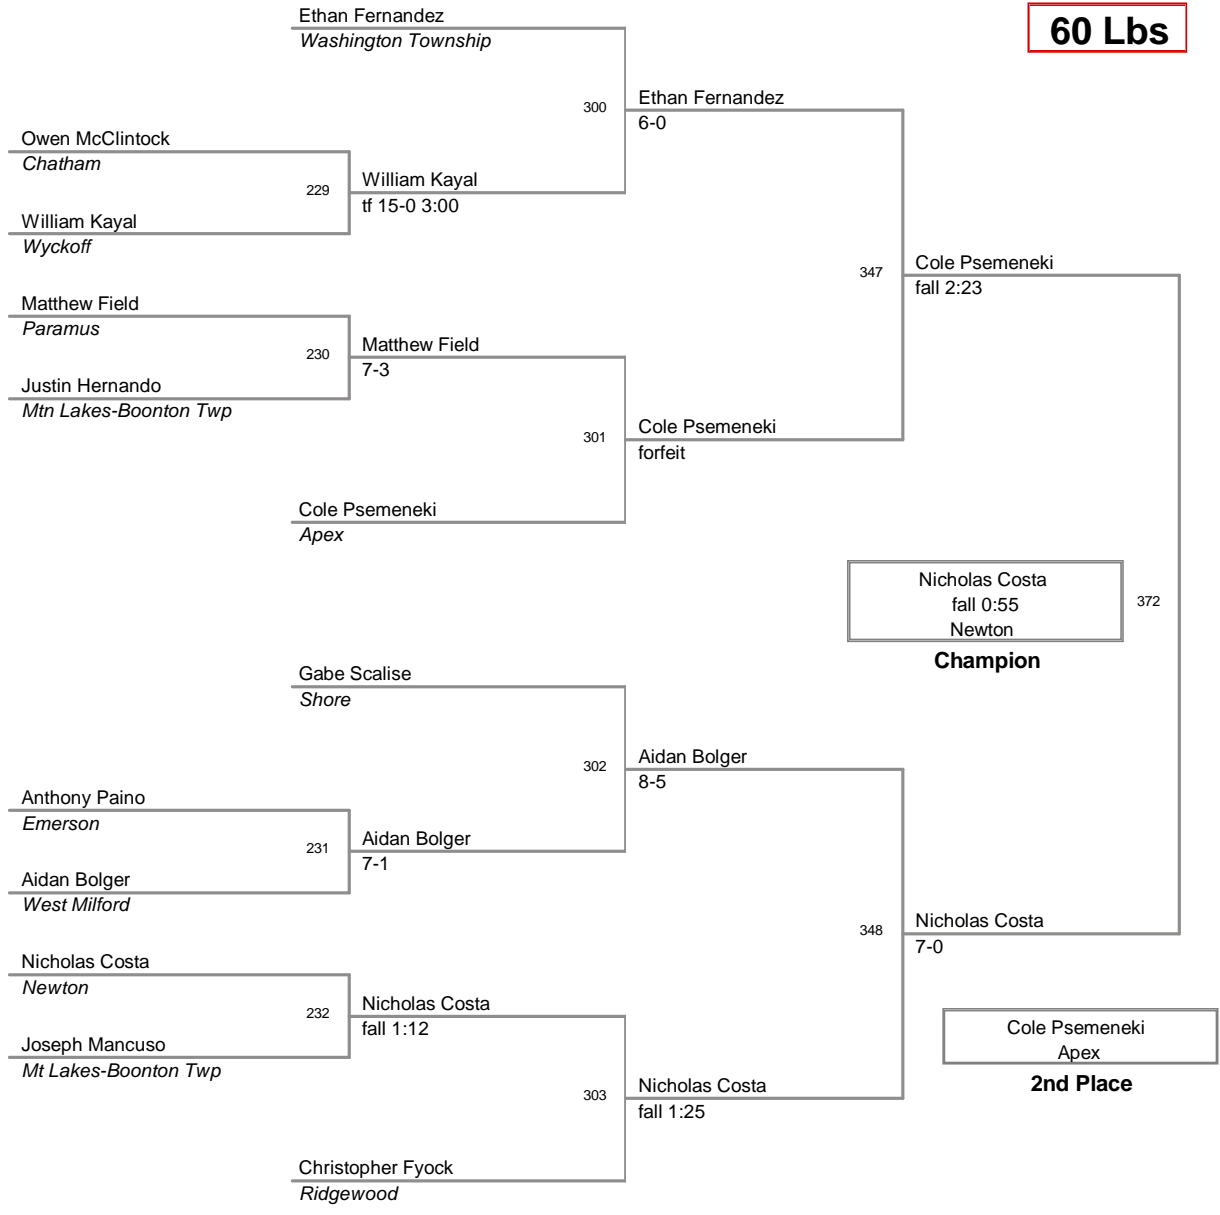 Ethan Fernandez
Washington Township
60 Lbs
300
Ethan Fernandez
6-0
Owen McClintock
Chatham
229
William Kayal
tf 15-0 3:00
William Kayal
Wyckoff
347
Cole Psemeneki
fall 2:23
Matthew Field
Paramus
230
Matthew Field
7-3
Justin Hernando
Mtn Lakes-Boonton Twp
301
Cole Psemeneki
forfeit
Cole Psemeneki
Apex
Nicholas Costa
fall 0:55
Newton
372
Champion
Gabe Scalise
Shore
302
Aidan Bolger
8-5
Anthony Paino
Emerson
231
Aidan Bolger
7-1
Aidan Bolger
West Milford
348
Nicholas Costa
7-0
Nicholas Costa
Newton
232
Nicholas Costa
fall 1:12
Joseph Mancuso
Mt Lakes-Boonton Twp
Cole Psemeneki
Apex
2nd Place
303
Nicholas Costa
fall 1:25
Christopher Fyock
Ridgewood